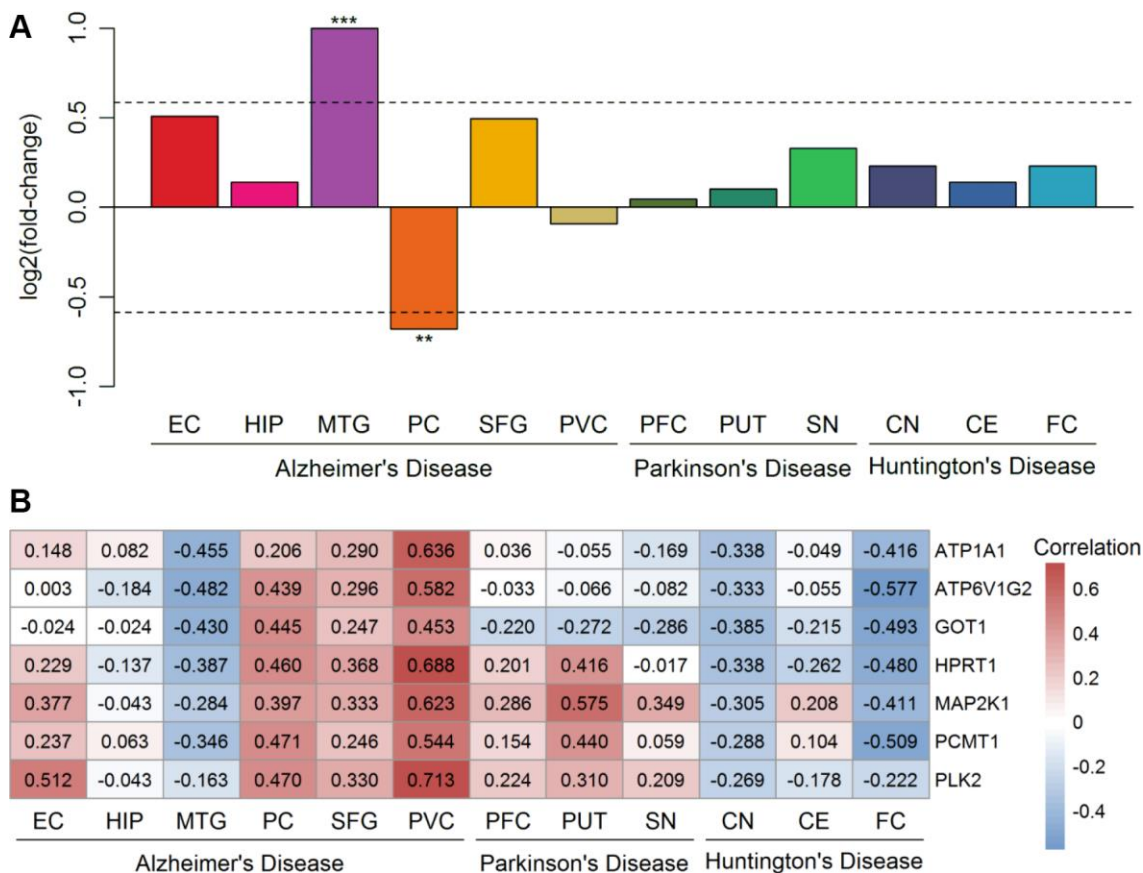 A
log2(fold-change)
1.0
0.5
0.0
-0.5
-1.0
***
**
EC HIP MTG PC SFG PVC PFC PUT SN CN CE FC
Alzheimer's Disease Parkinson's Disease Huntington's Disease
B
0.148 0.082 -0.455 0.206 0.290 0.636 0.036 -0.055 -0.169 -0.338 -0.049 -0.416 ATP1A1
0.003 -0.184 -0.482 0.439 0.296 0.582 -0.033 -0.066 -0.082 -0.333 -0.055 -0.577 ATP6V1G2
-0.024 -0.024 -0.430 0.445 0.247 0.453 -0.220 -0.272 -0.286 -0.385 -0.215 -0.493 GOT1
0.229 -0.137 -0.387 0.460 0.368 0.688 0.201 0.416 -0.017 -0.338 -0.262 -0.480 HPRT1
0.377 -0.043 -0.284 0.397 0.333 0.623 0.286 0.575 0.349 -0.305 0.208 -0.411 MAP2K1
0.237 0.063 -0.346 0.471 0.246 0.544 0.154 0.440 0.059 -0.288 0.104 -0.509 PCMT1
0.512 -0.043 -0.163 0.470 0.330 0.713 0.224 0.310 0.209 -0.269 -0.178 -0.222 PLK2
EC HIP MTG PC SFG PVC PFC PUT SN CN CE FC
Alzheimer's Disease Parkinson's Disease Huntington's Disease
Correlation
0.6
0.4
0.2
0
-0.2
-0.4